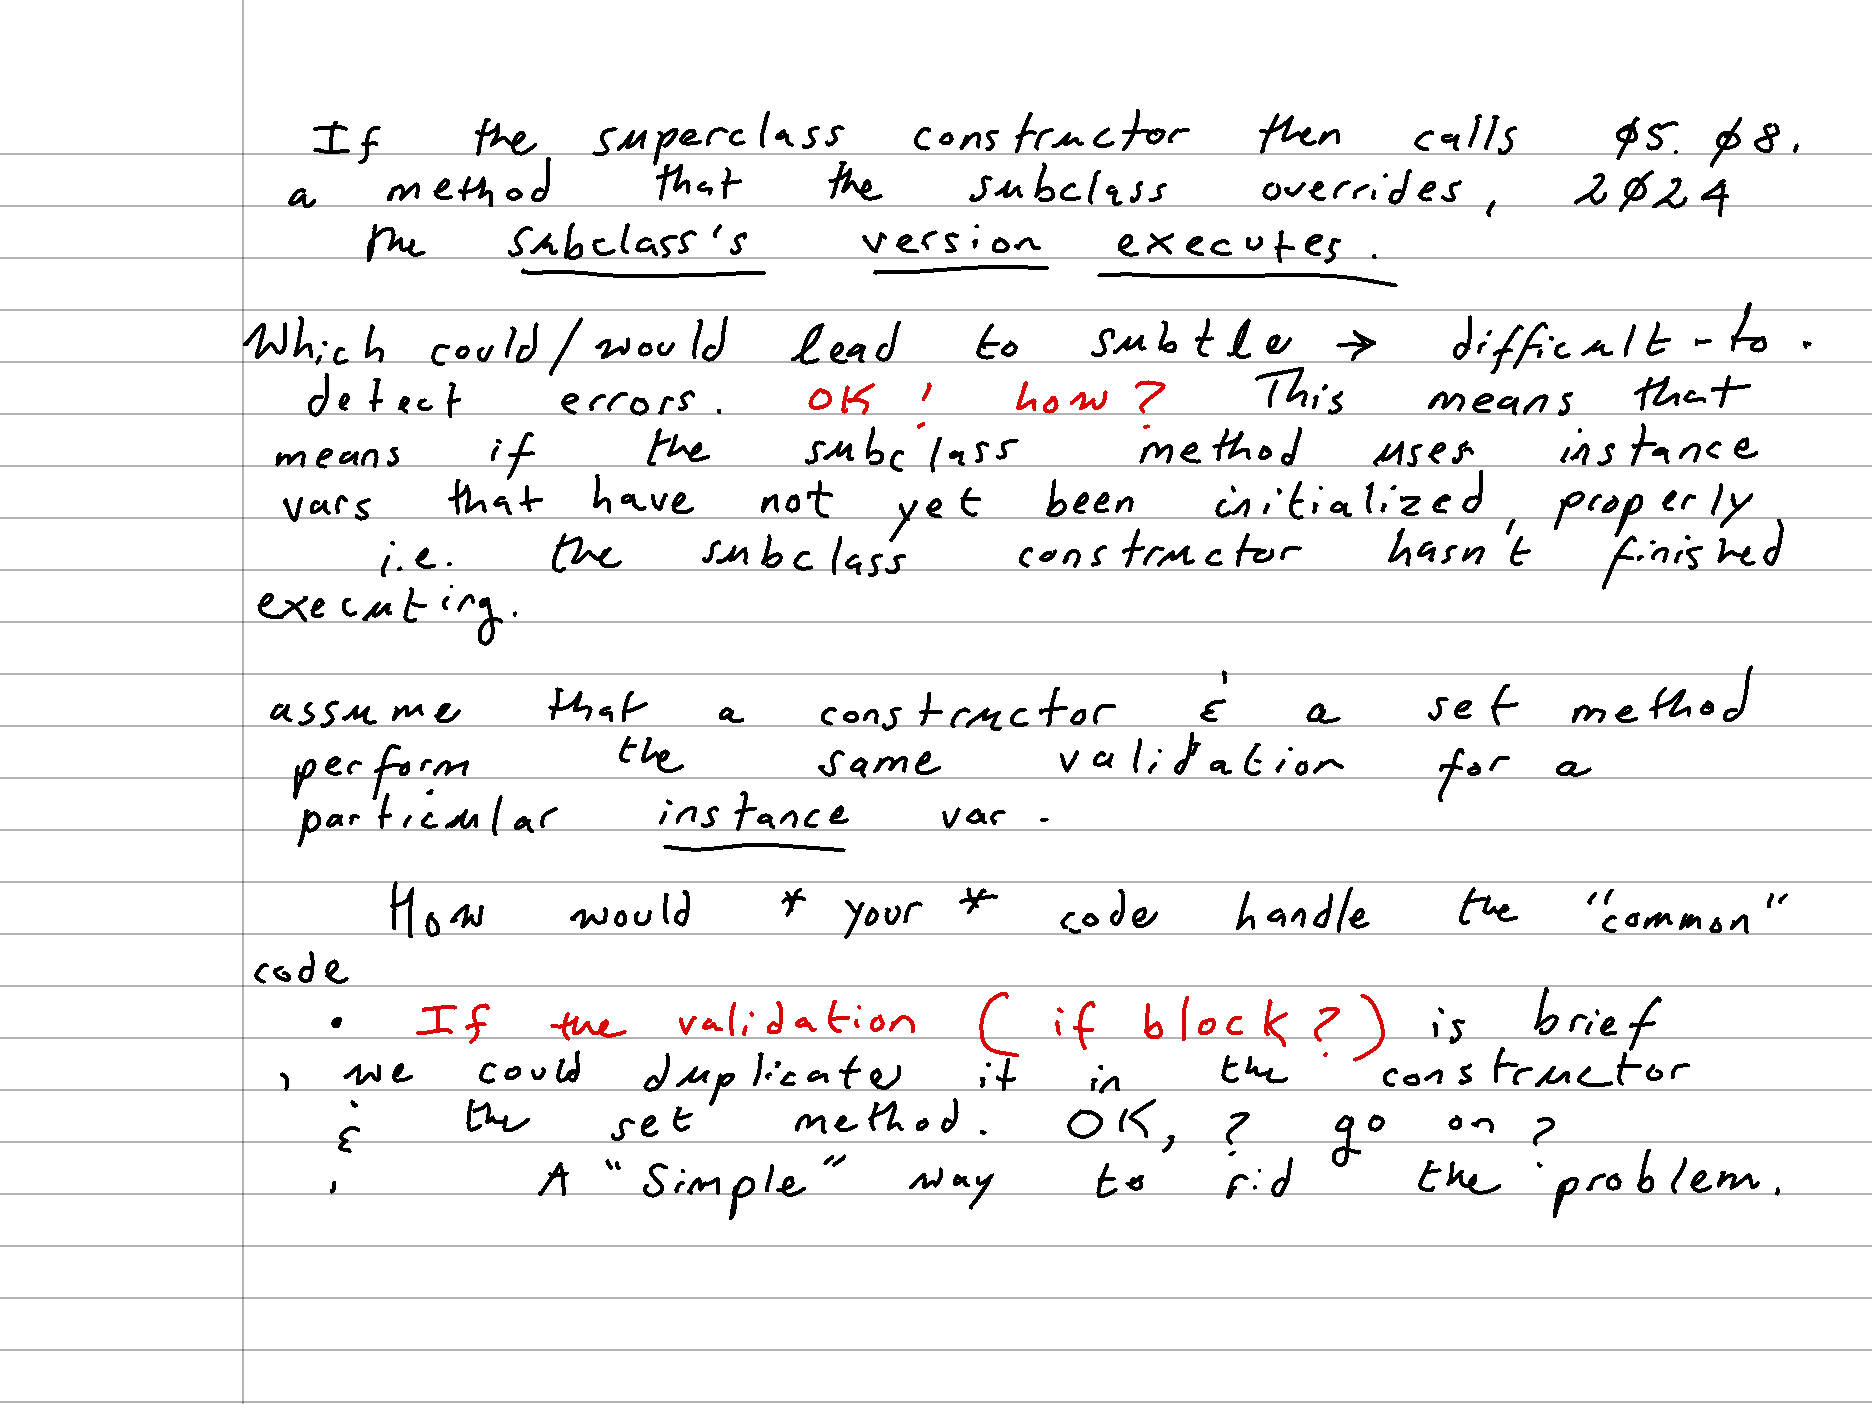 If the superclass constructor then calls ø5. ø8.
a method that the subclass overrides, 2ø24
the subclass's version executes.
Which could/would lead to subtle → difficult-to.
detect errors. OK! how? This means that
means if the subclass method uses instance
vars that have not yet been initialized, properly
i.e. the subclass constructor hasn't finished
executing.
assume that a constructor & a set method
perform the same validation for a
particular instance var.
How would * your * code handle the "common"
code
• If the validation (if block?) is brief
, we could duplicate it in the constructor
& the set method. OK, ? go on?
, A "Simple" way to rid the problem.